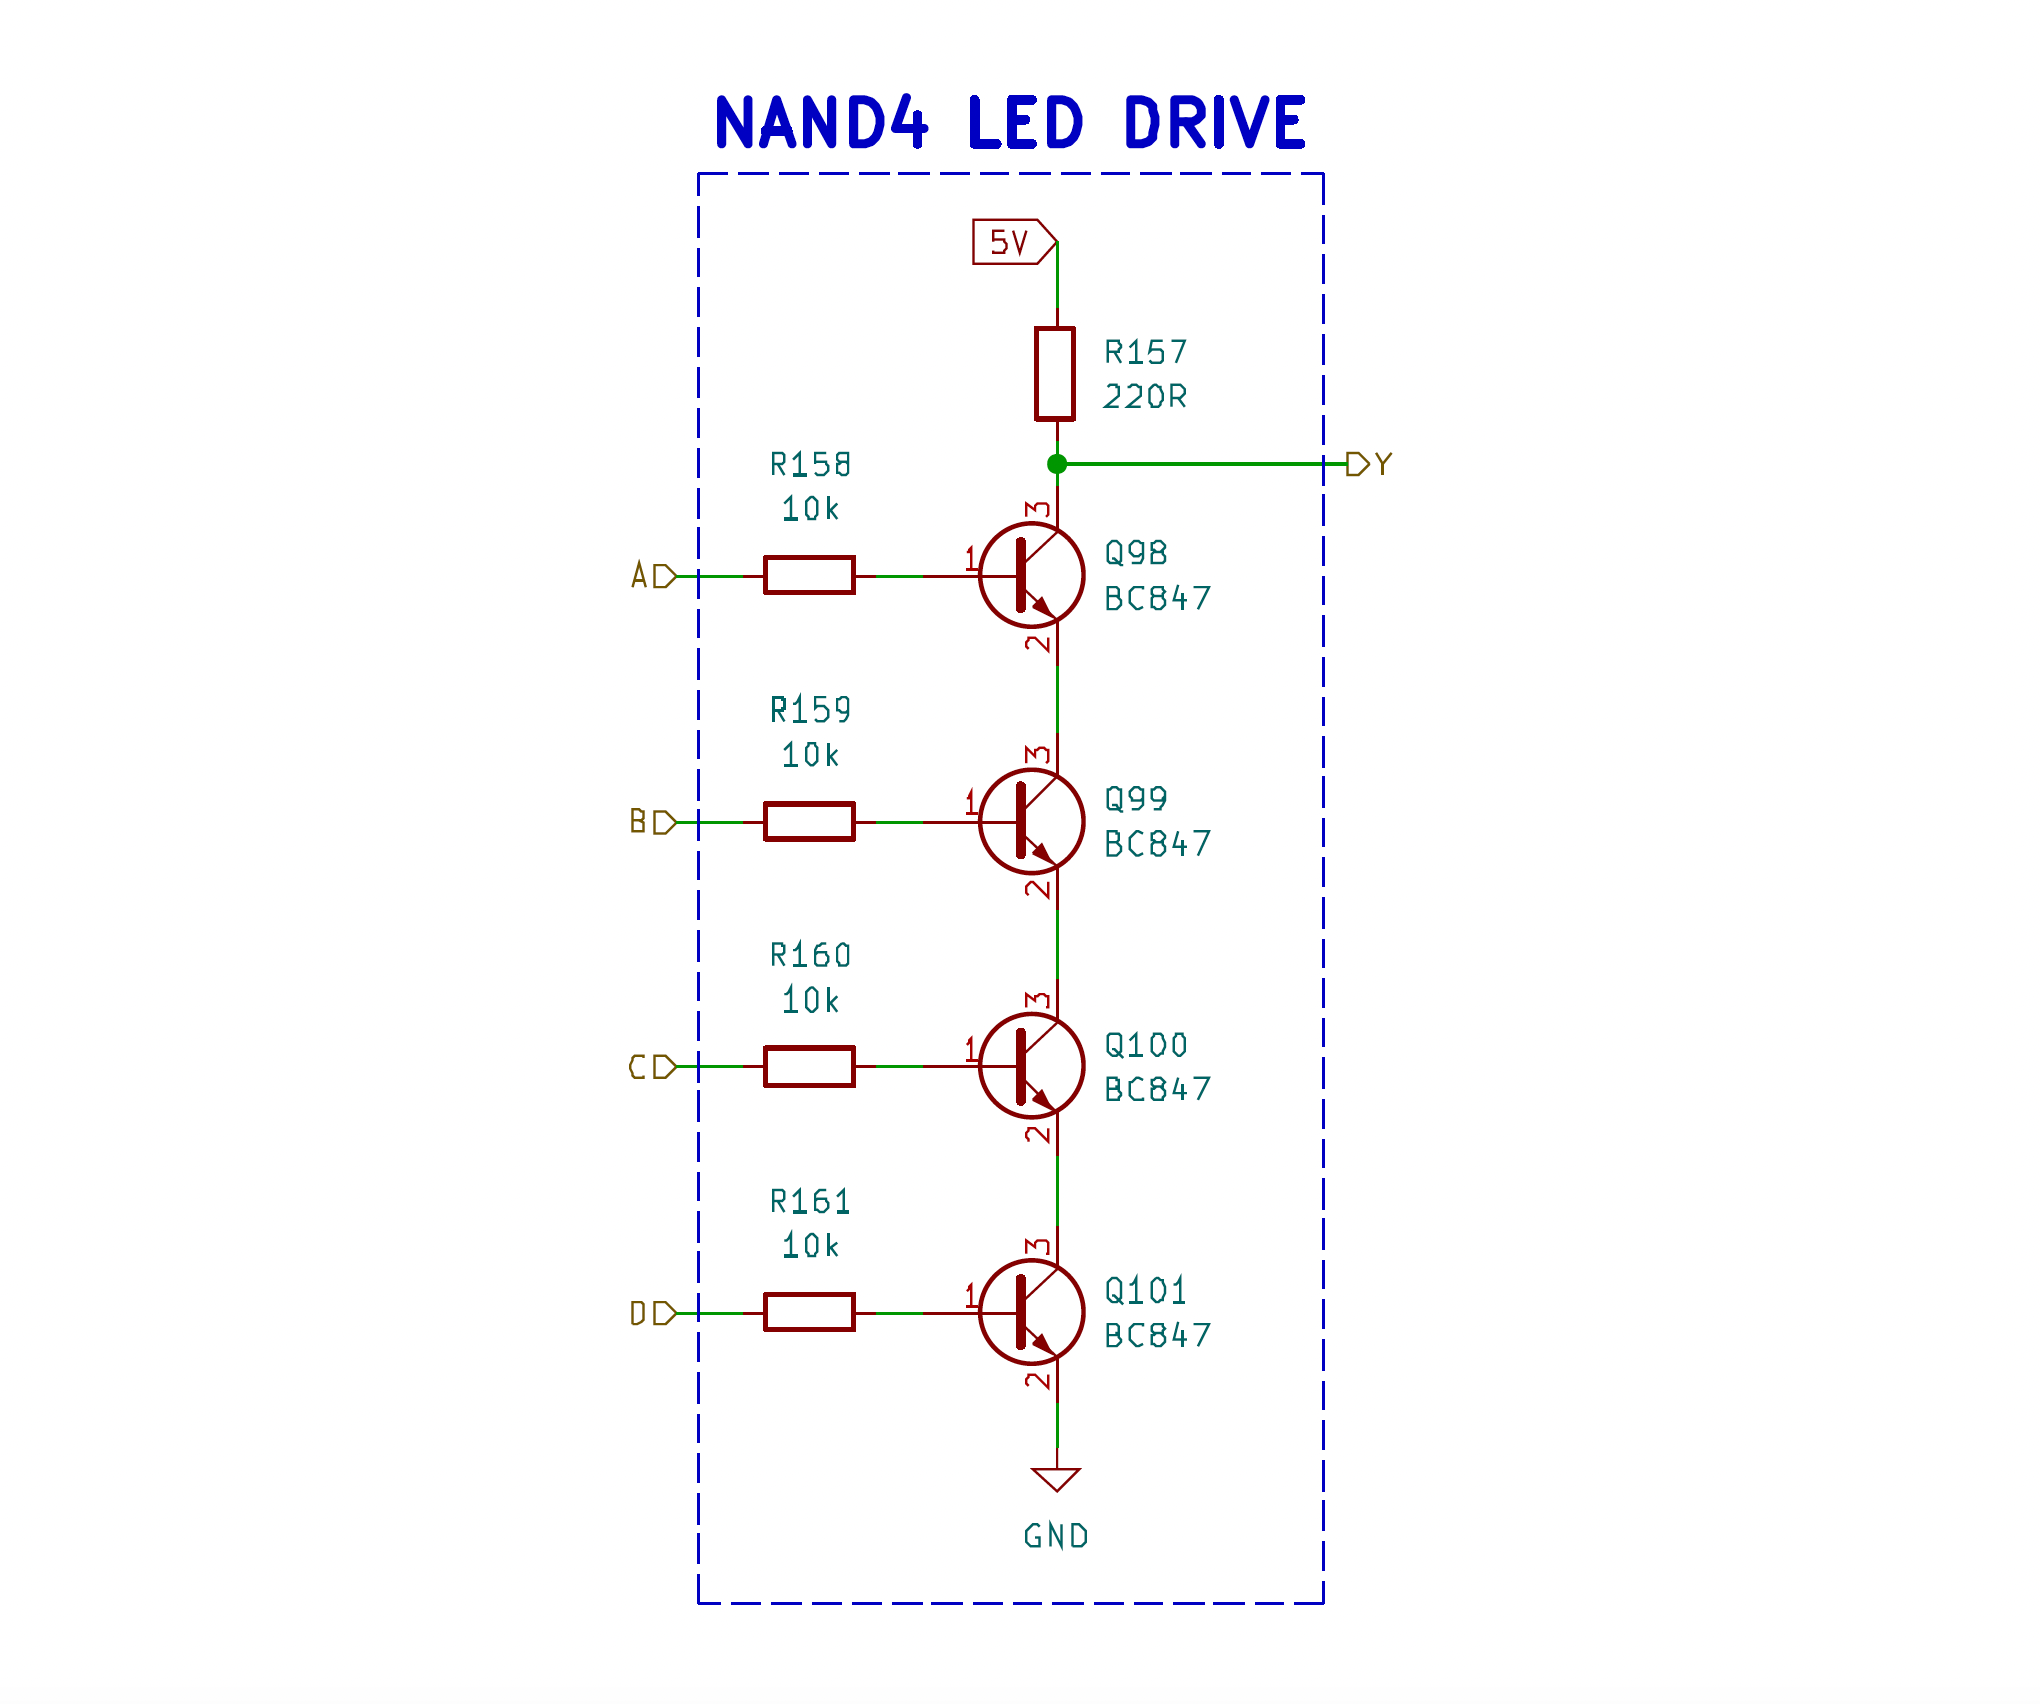 NAND4 LED DRIVE
5V
R157
220R
Y
R158
10k
3
A
1
Q98
BC847
2
R159
10k
3
B
1
Q99
BC847
2
R160
10k
3
C
1
Q100
BC847
2
R161
10k
3
D
1
Q101
BC847
2
GND